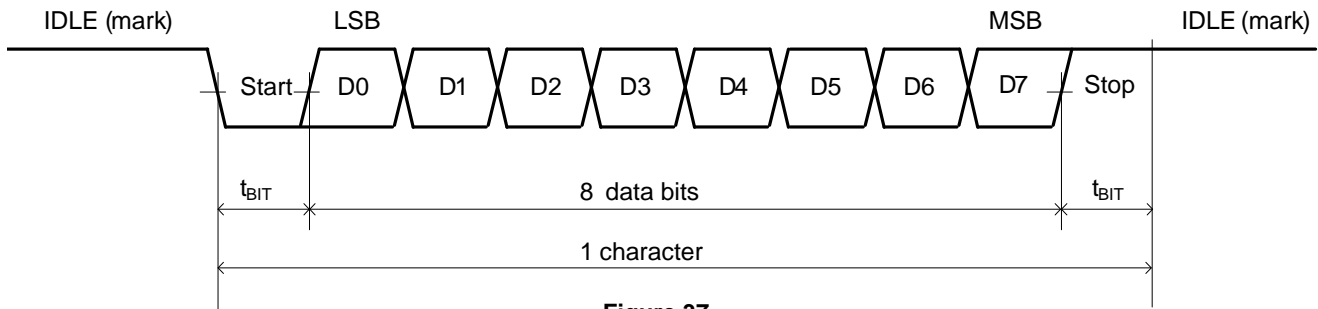 IDLE (mark) LSB MSB IDLE (mark)
Start D0 D1 D2 D3 D4 D5 D6 D7 Stop
tBIT 8 data bits tBIT
1 character